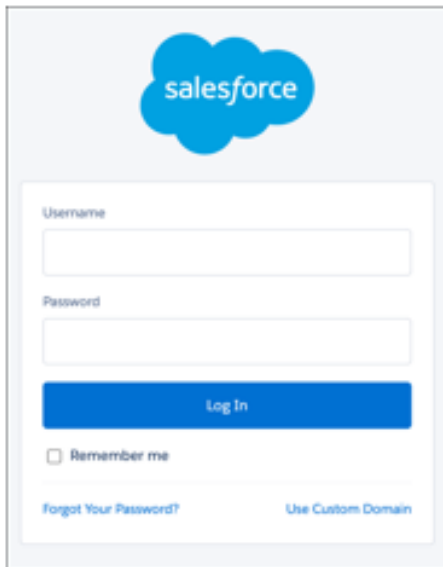 salesforce
Username
Password
Log In
Remember me
Forgot Your Password? Use Custom Domain